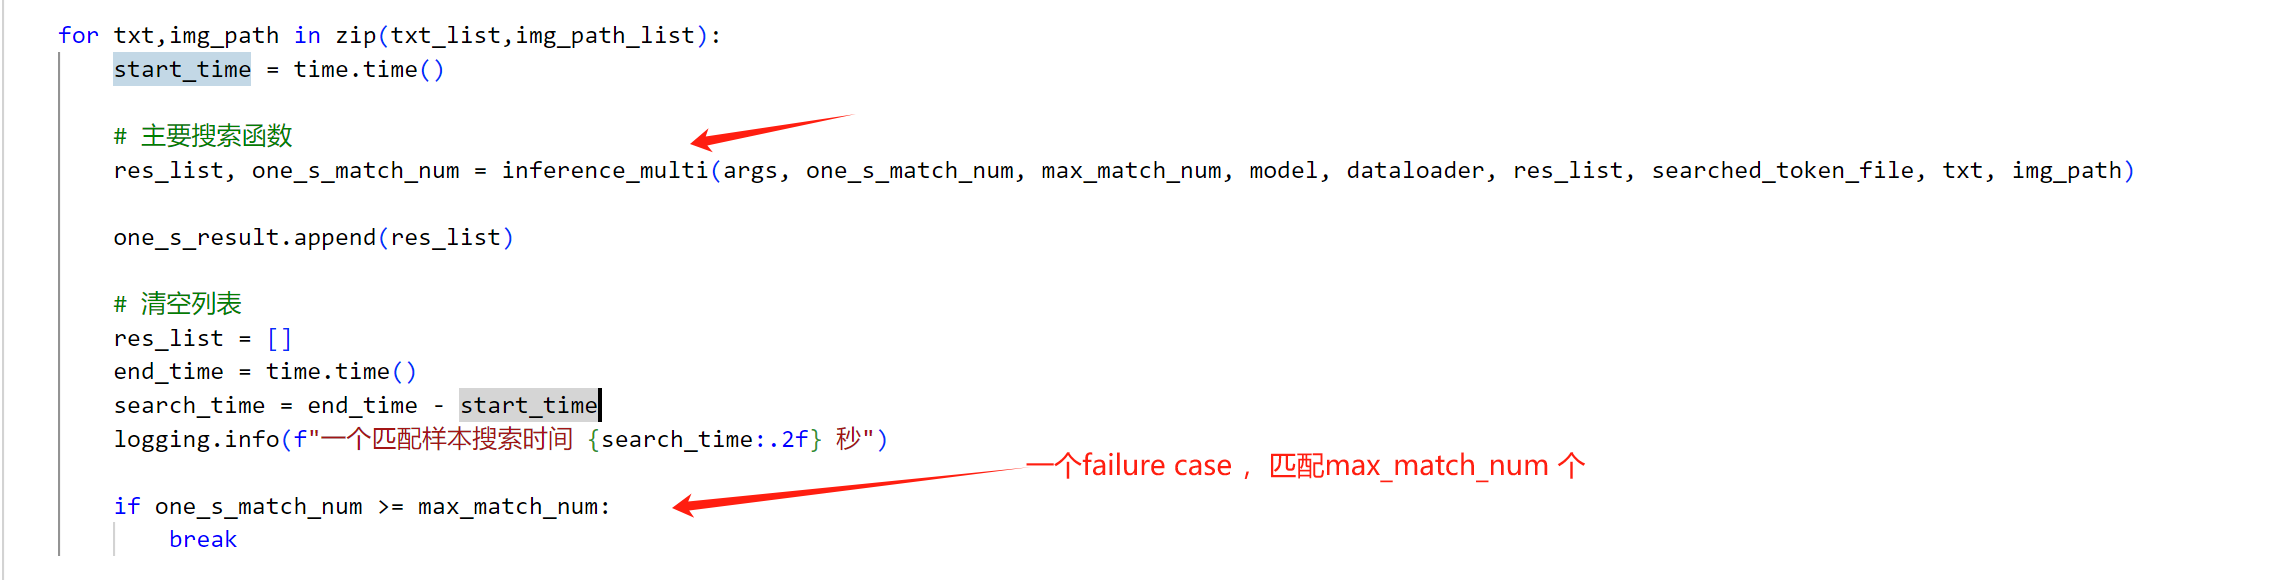 for txt,img_path in zip(txt_list,img_path_list):
start_time = time.time()
# 主要搜索函数
res_list, one_s_match_num = inference_multi(args, one_s_match_num, max_match_num, model, dataloader, res_list, searched_token_file, txt, img_path)
one_s_result.append(res_list)
# 清空列表
res_list = []
end_time = time.time()
search_time = end_time - start_time
logging.info(f"一个匹配样本搜索时间 {search_time:.2f} 秒")
一个failure case ，匹配max_match_num 个
if one_s_match_num >= max_match_num:
break